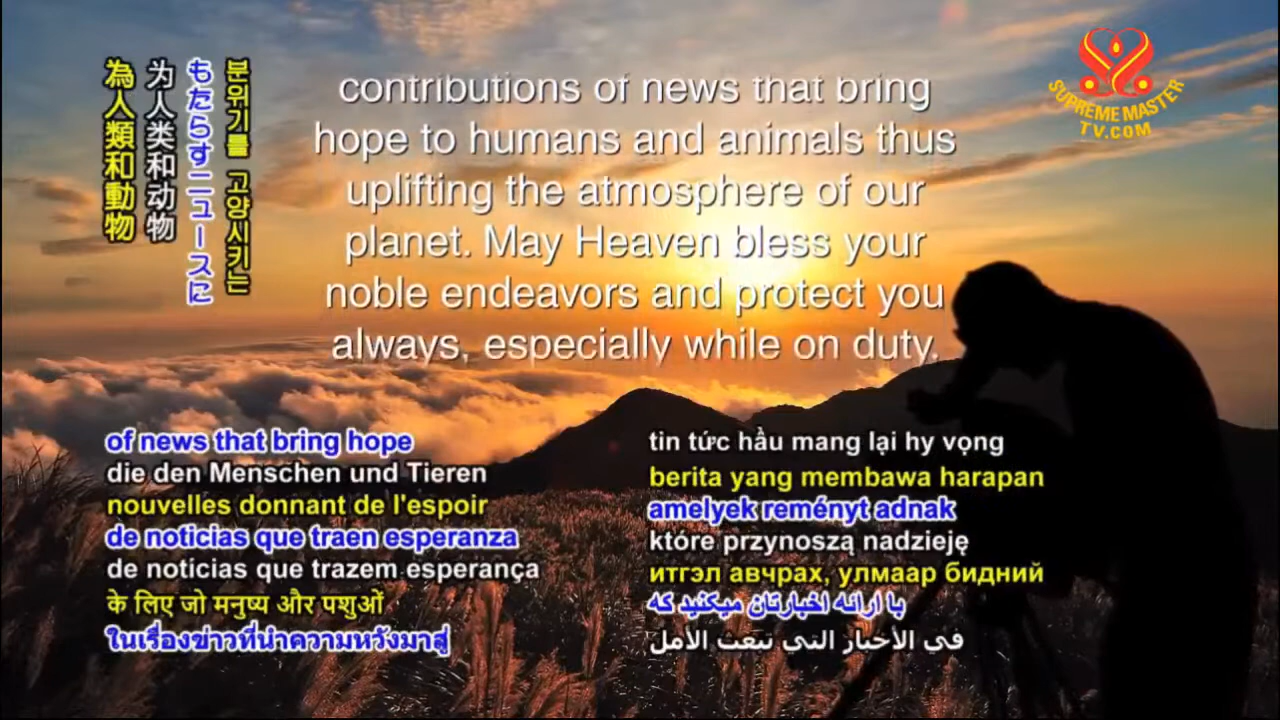 contributions of news that bring
hope to humans and animals thus
uplifting the atmosphere of our
planet. May Heaven bless your
noble endeavors and protect you
always, especially while on duty.
SUPREME MASTER
TV.COM
為人類和動物
为人类和动物
もたらすニュースに
분위기를 고양시키는
of news that bring hope
die den Menschen und Tieren
nouvelles donnant de l'espoir
de noticias que traen esperanza
de notícias que trazem esperança
के लिए जो मनुष्य और पशुओं
ในเรื่องข่าวที่นำความหวังมาสู่
tin tức hầu mang lại hy vọng
berita yang membawa harapan
amelyek reményt adnak
które przynoszą nadzieję
итгэл авчрах, улмаар бидний
با ارائه اخبارتان میکنید که
في الأخبار التي تبعث الأمل